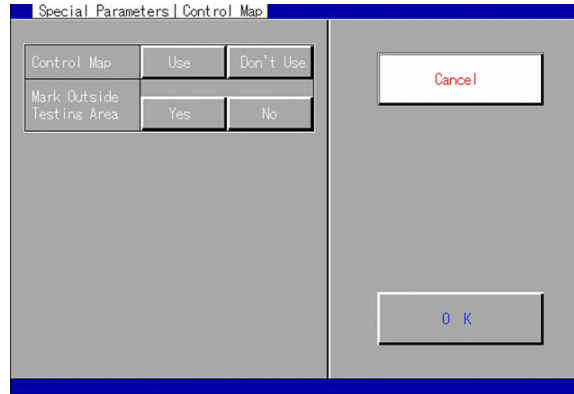 Special Parameters | Control Map
Control Map Use Don't Use
Mark Outside
Testing Area Yes No
Cancel
O K